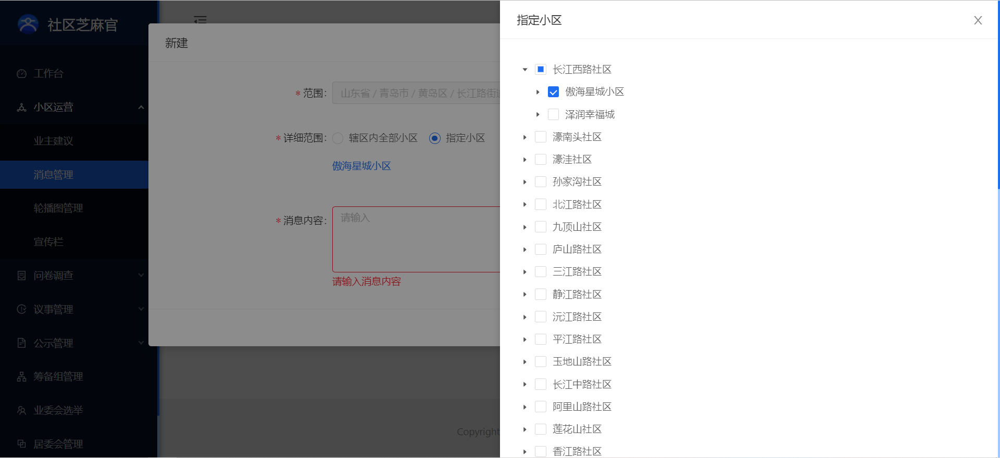 社区芝麻官
工作台
小区运营
业主建议
消息管理
轮播图管理
宣传栏
问卷调查
议事管理
公示管理
筹备组管理
业委会选举
居委会管理
新建
* 范围:
山东省 / 青岛市 / 黄岛区 / 长江路街
* 详细范围:
辖区内全部小区
指定小区
傲海星城小区
* 消息内容:
请输入
请输入消息内容
Copyright
指定小区
长江西路社区
傲海星城小区
泽润幸福城
濠南头社区
濠洼社区
孙家沟社区
北江路社区
九顶山社区
庐山路社区
三江路社区
静江路社区
沅江路社区
平江路社区
玉地山路社区
长江中路社区
阿里山路社区
莲花山社区
香江路社区